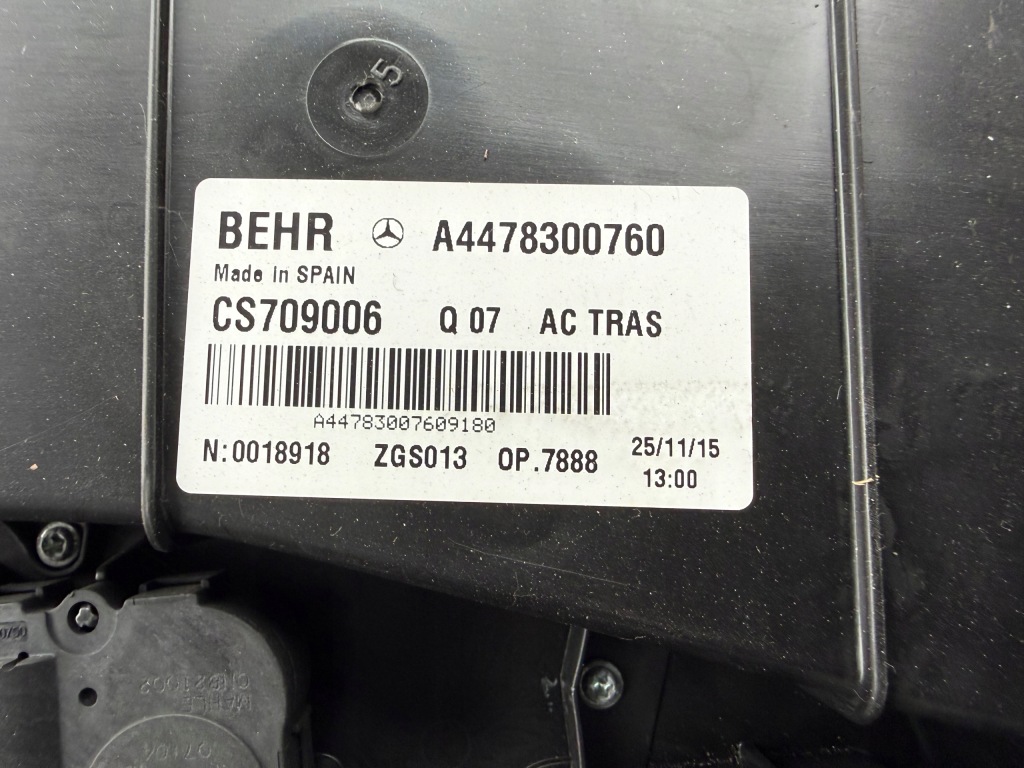 5
BEHR A4478300760
Made in SPAIN
CS709006 Q 07 AC TRAS
A44783007609180
N:0018918 ZGS013 OP.7888 25/11/15
13:00
MAHLE